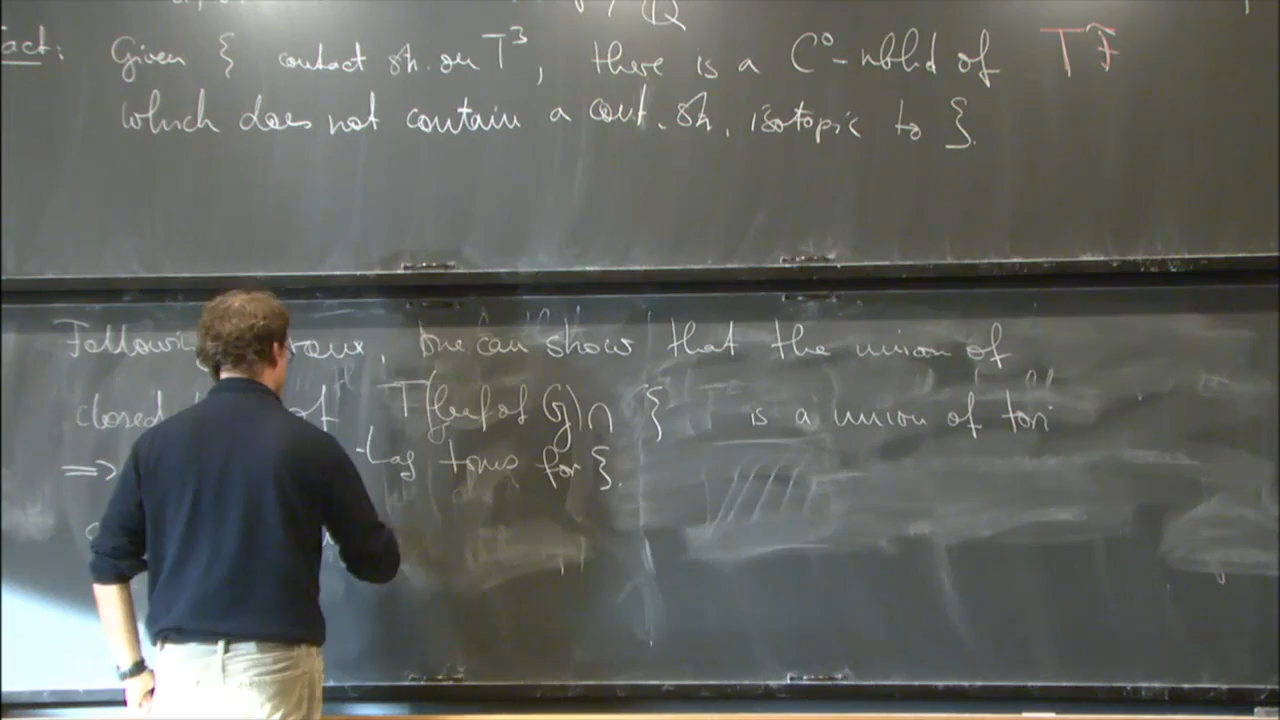 act: Given ξ contact str. on T³, there is a C⁰-nbhd of Tℱ
which does not contain a cont. str. isotopic to ξ.
Followi roux, one can show that the union of
closed of T(leaf of G) ∩ ξ is a union of tori
⟹ -Lag torus for ξ.